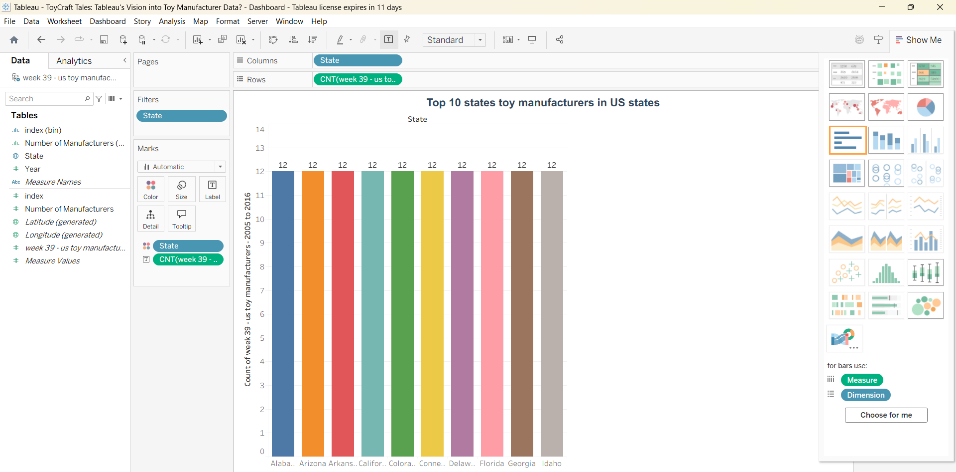 Tableau - ToyCraft Tales: Tableau's Vision into Toy Manufacturer Data? - Dashboard - Tableau license expires in 11 days
File Data Worksheet Dashboard Story Analysis Map Format Server Window Help
Standard
Show Me
Data Analytics
week 39 - us toy manufac...
Search
Tables
index (bin)
Number of Manufacturers (...
State
Year
Abc Measure Names
index
Number of Manufacturers
Latitude (generated)
Longitude (generated)
week 39 - us toy manufactu...
Measure Values
Pages
Filters
State
Marks
Automatic
Color Size Label
Detail Tooltip
State
CNT(week 39 - ..
Columns State
Rows CNT(week 39 - us to..
Top 10 states toy manufacturers in US states
State
Count of week 39 - us toy manufacturers - 2005 to 2016
14
13
12
11
10
9
8
7
6
5
4
3
2
1
0
12 12 12 12 12 12 12 12 12 12
Alaba.. Arizona Arkans.. Califor.. Colora.. Conne.. Delaw.. Florida Georgia Idaho
for bars use:
Measure
Dimension
Choose for me